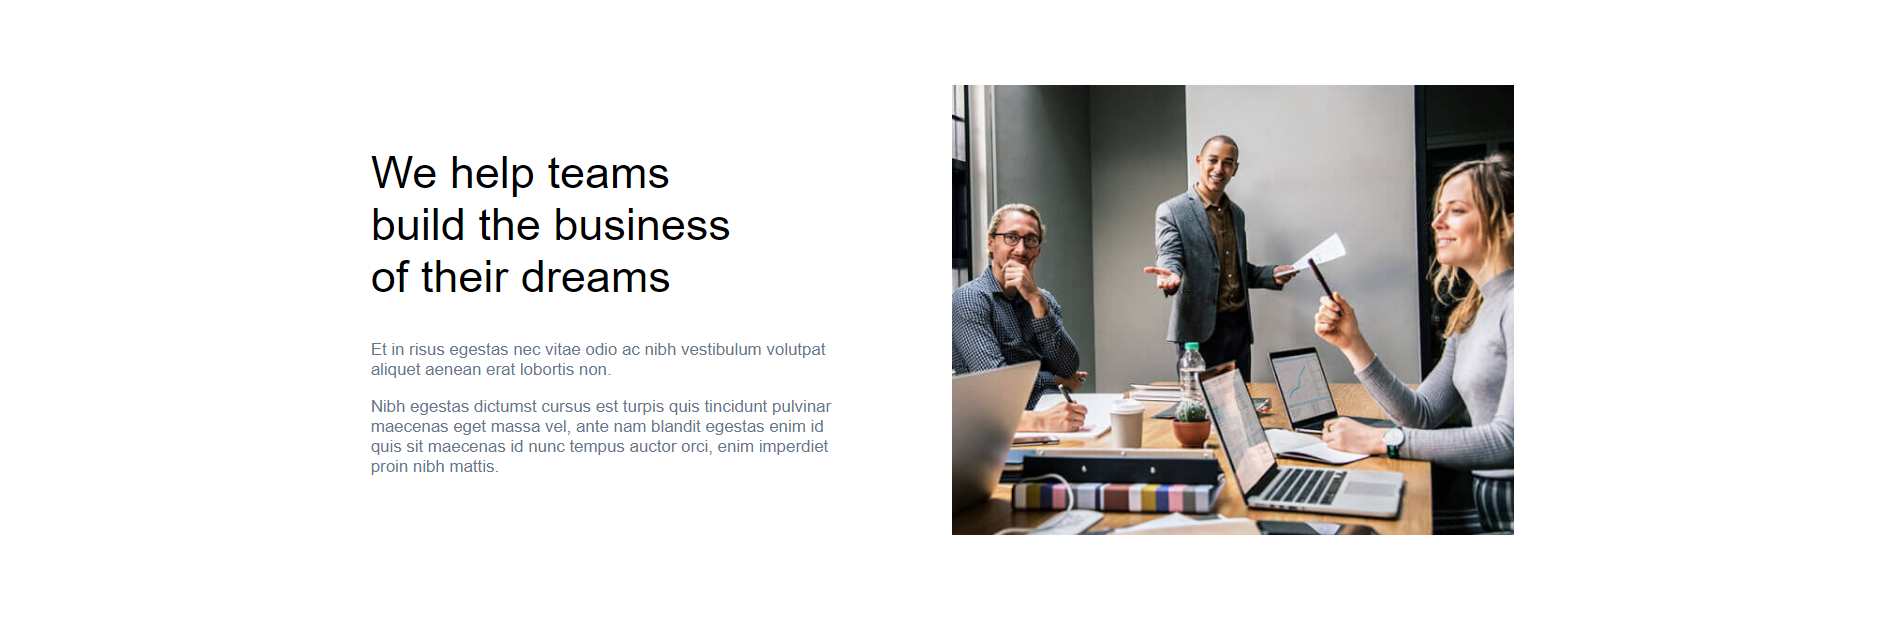 We help teams
build the business
of their dreams
Et in risus egestas nec vitae odio ac nibh vestibulum volutpat
aliquet aenean erat lobortis non.
Nibh egestas dictumst cursus est turpis quis tincidunt pulvinar
maecenas eget massa vel, ante nam blandit egestas enim id
quis sit maecenas id nunc tempus auctor orci, enim imperdiet
proin nibh mattis.